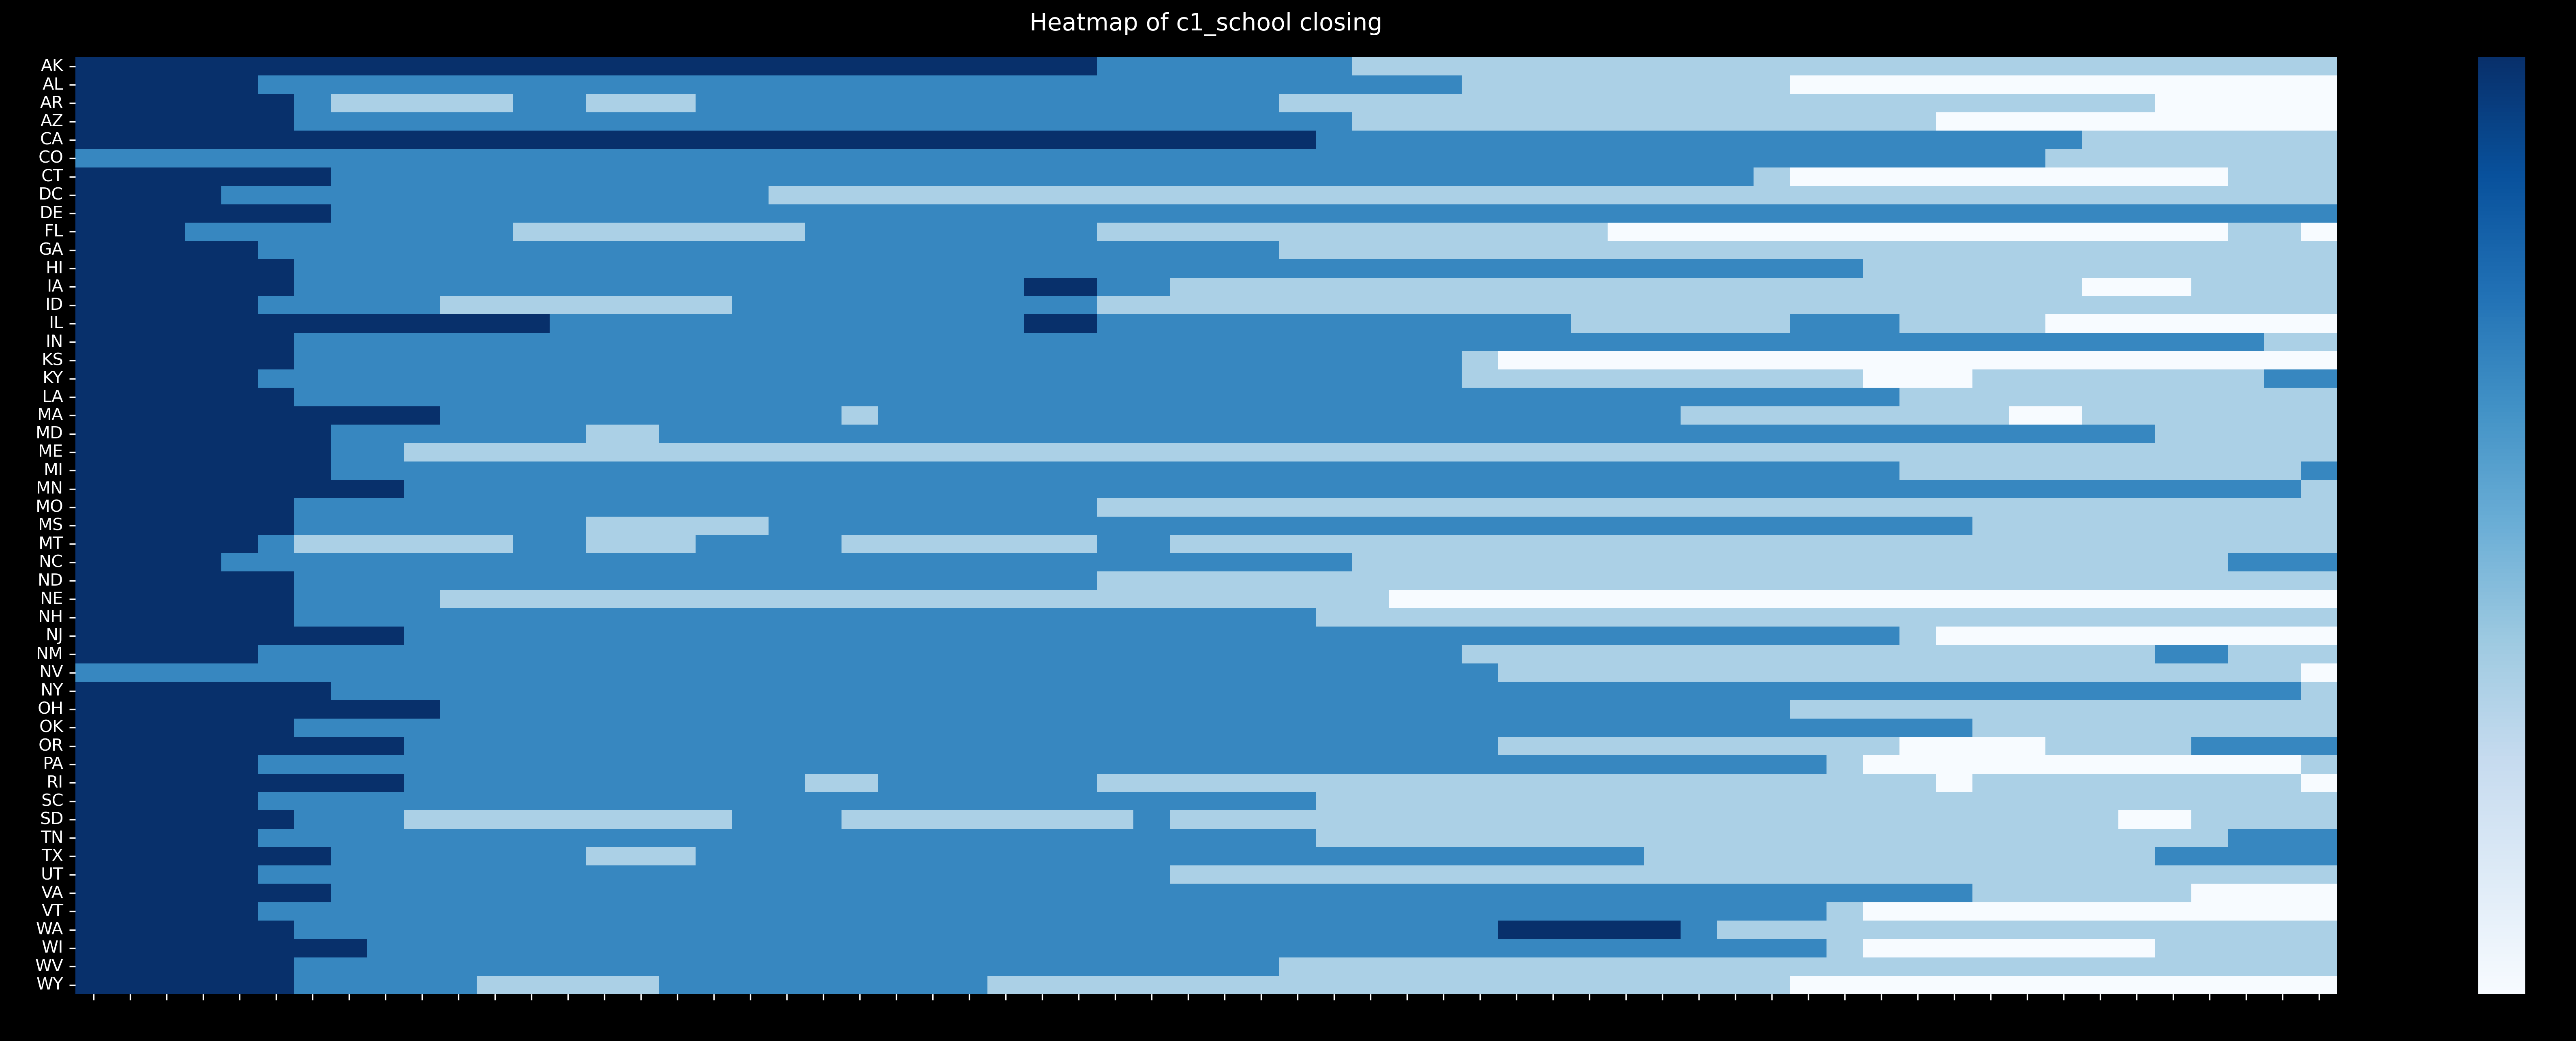 Heatmap of c1_school closing
AK
AL
AR
AZ
CA
CO
CT
DC
DE
FL
GA
HI
IA
ID
IL
IN
KS
KY
LA
MA
MD
ME
MI
MN
MO
MS
MT
NC
ND
NE
NH
NJ
NM
NV
NY
OH
OK
OR
PA
RI
SC
SD
TN
TX
UT
VA
VT
WA
WI
WV
WY